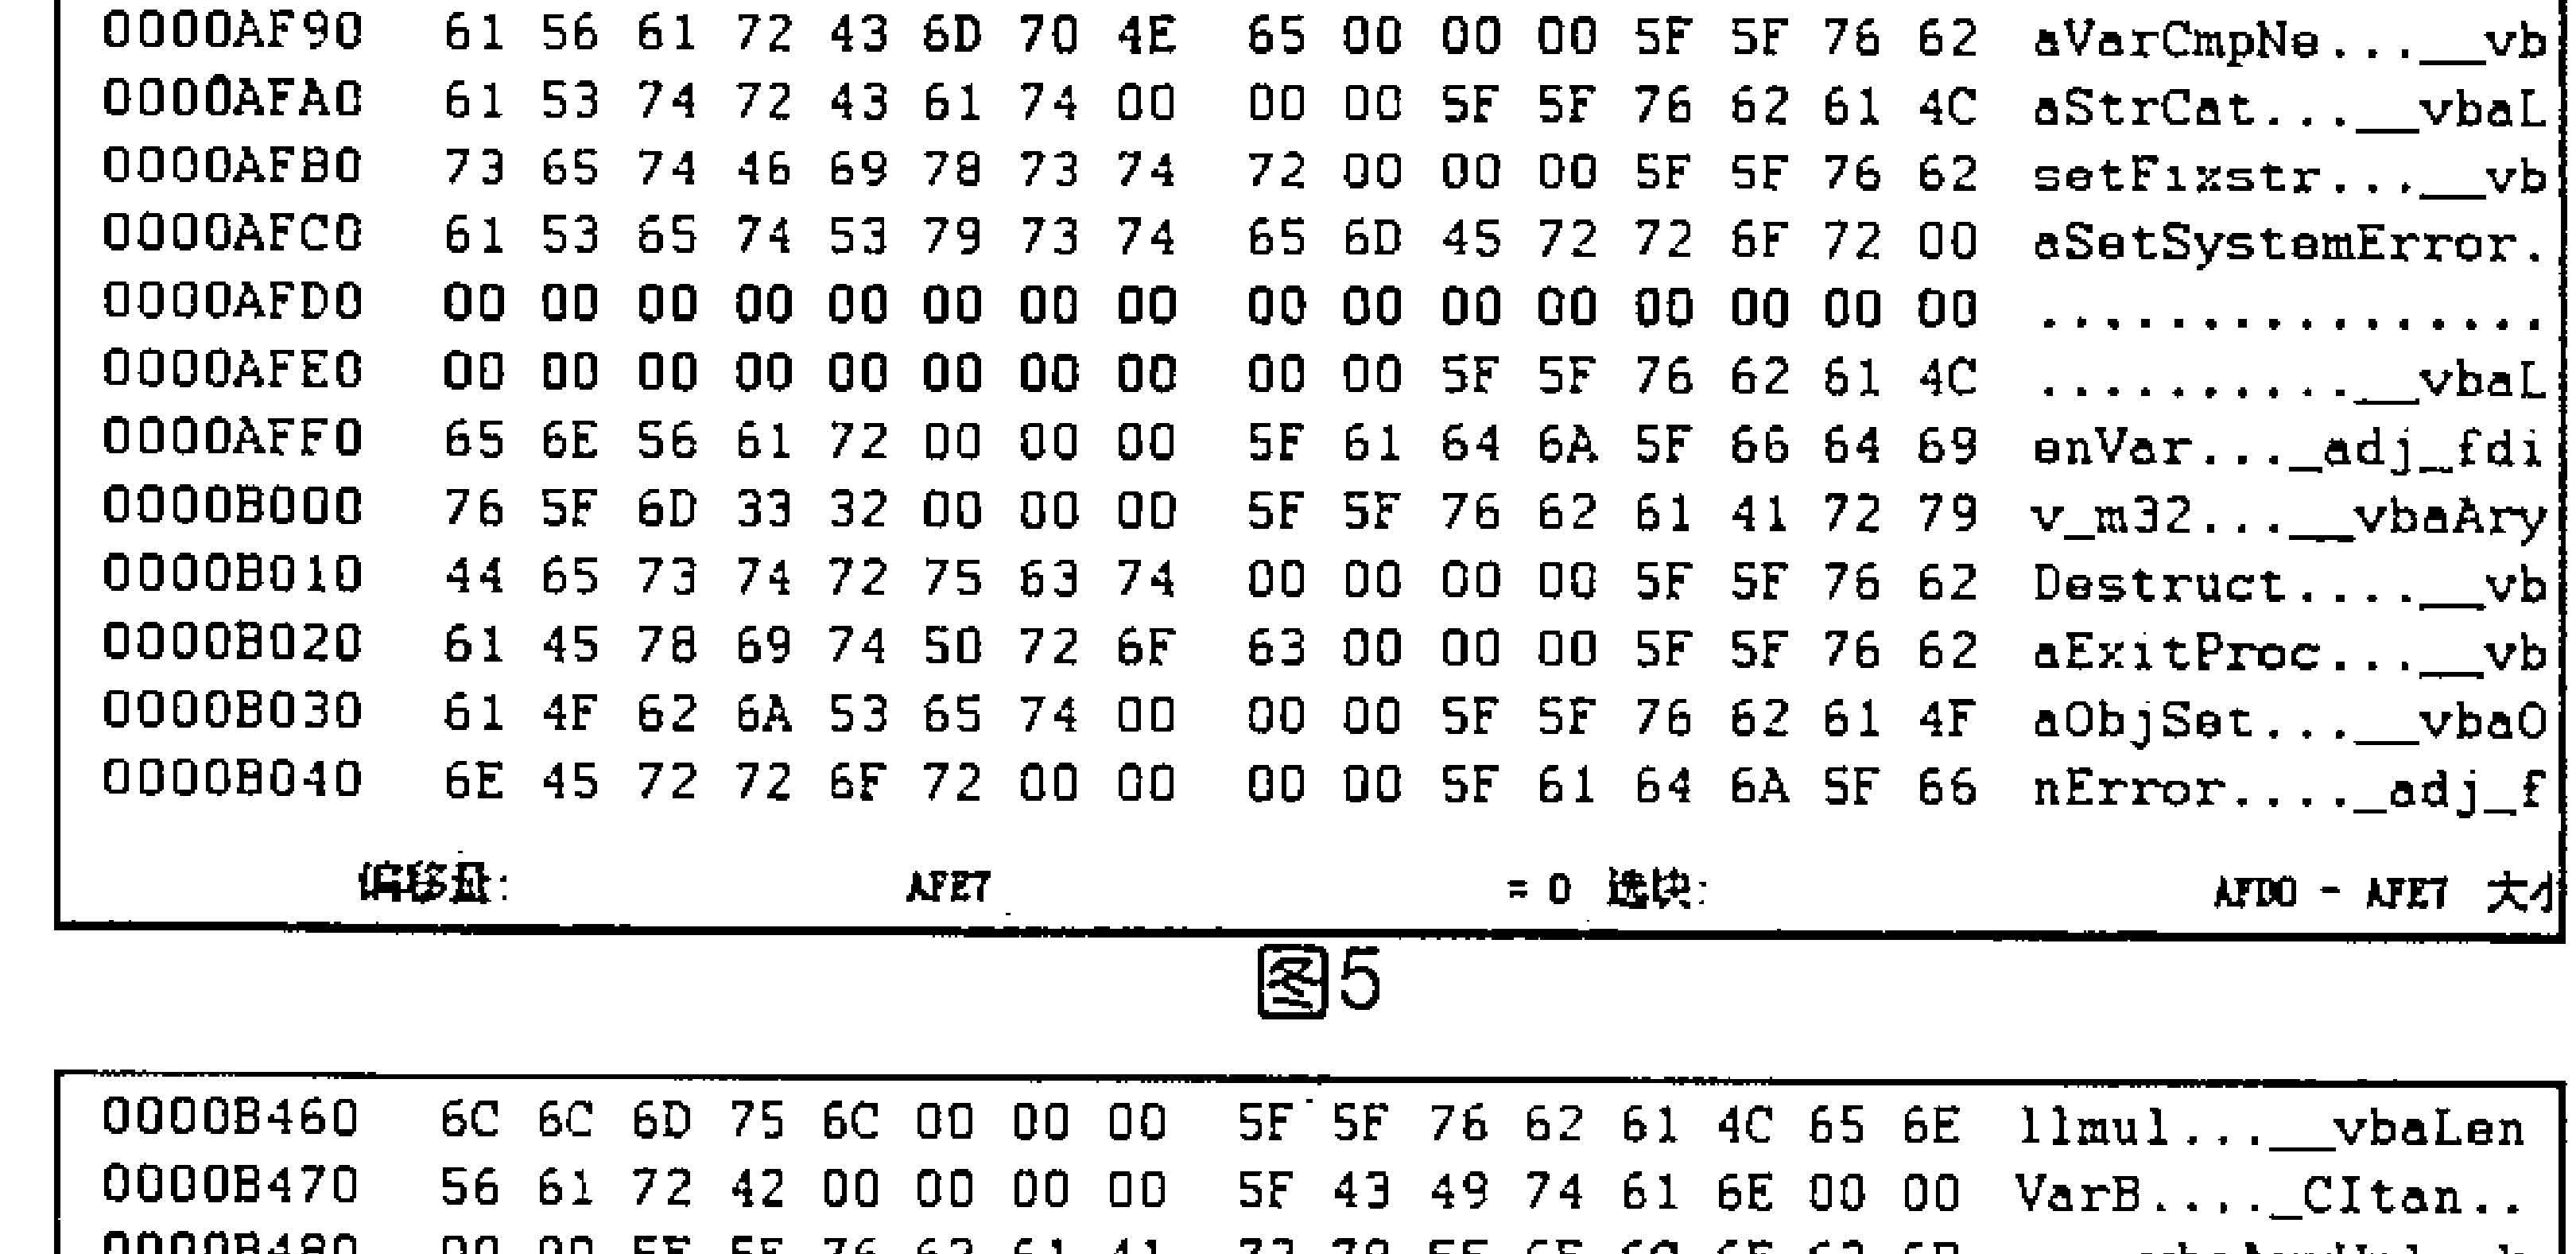 0000AF90 61 56 61 72 43 6D 70 4E 65 00 00 00 5F 5F 76 62 aVarCmpNe...__vb
0000AFA0 61 53 74 72 43 61 74 00 00 00 5F 5F 76 62 61 4C aStrCat...__vbaL
0000AFB0 73 65 74 46 69 78 73 74 72 00 00 00 5F 5F 76 62 setFixstr...__vb
0000AFC0 61 53 65 74 53 79 73 74 65 6D 45 72 72 6F 72 00 aSetSystemError.
0000AFD0 00 00 00 00 00 00 00 00 00 00 00 00 00 00 00 00 ................
0000AFE0 00 00 00 00 00 00 00 00 00 00 5F 5F 76 62 61 4C ..........__vbaL
0000AFF0 65 6E 56 61 72 00 00 00 5F 61 64 6A 5F 66 64 69 enVar..._adj_fdi
0000B000 76 5F 6D 33 32 00 00 00 5F 5F 76 62 61 41 72 79 v_m32...__vbaAry
0000B010 44 65 73 74 72 75 63 74 00 00 00 00 5F 5F 76 62 Destruct....__vb
0000B020 61 45 78 69 74 50 72 6F 63 00 00 00 5F 5F 76 62 aExitProc...__vb
0000B030 61 4F 62 6A 53 65 74 00 00 00 5F 5F 76 62 61 4F aObjSet...__vbaO
0000B040 6E 45 72 72 6F 72 00 00 00 00 5F 61 64 6A 5F 66 nError...._adj_f
偏移量: AFE7 = 0 选块: AFD0 - AFE7 大小
图5
0000B460 6C 6C 6D 75 6C 00 00 00 5F 5F 76 62 61 4C 65 6E llmul...__vbaLen
0000B470 56 61 72 42 00 00 00 00 5F 43 49 74 61 6E 00 00 VarB...._CItan..
0000B480 00 00 5F 5F 76 62 61 41 72 79